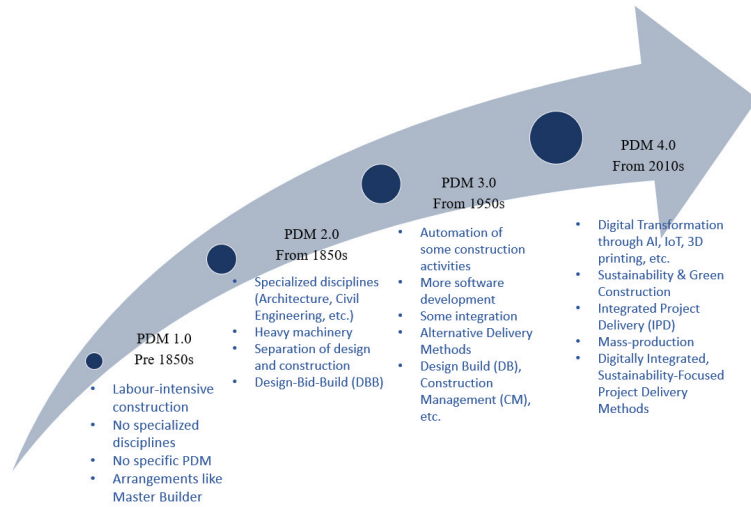 PDM 1.0
Pre 1850s
• Labour-intensive
construction
• No specialized
disciplines
• No specific PDM
• Arrangements like
Master Builder
PDM 2.0
From 1850s
• Specialized disciplines
(Architecture, Civil
Engineering, etc.)
• Heavy machinery
• Separation of design
and construction
• Design-Bid-Build (DBB)
PDM 3.0
From 1950s
• Automation of
some construction
activities
• More software
development
• Some integration
• Alternative Delivery
Methods
• Design Build (DB),
Construction
Management (CM),
etc.
PDM 4.0
From 2010s
• Digital Transformation
through AI, IoT, 3D
printing, etc.
• Sustainability & Green
Construction
• Integrated Project
Delivery (IPD)
• Mass-production
• Digitally Integrated,
Sustainability-Focused
Project Delivery
Methods